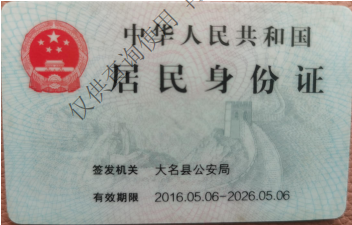 中华人民共和国
居民身份证
仅供查询使用
签发机关 大名县公安局
有效期限 2016.05.06-2026.05.06